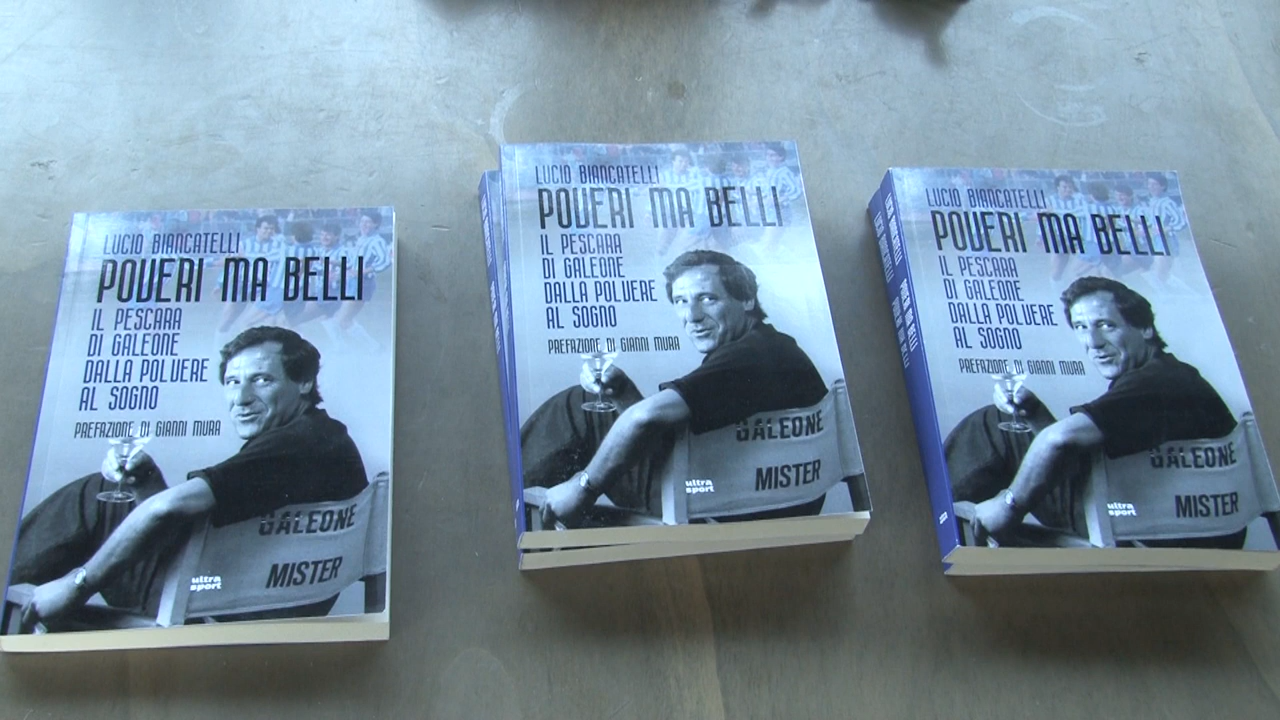 LUCIO BIANCATELLI
POVERI MA BELLI
IL PESCARA
DI GALEONE
DALLA POLVERE
AL SOGNO
PREFAZIONE DI GIANNI MURA
GALEONE
MISTER
ultra
sport
LUCIO BIANCATELLI
POVERI MA BELLI
IL PESCARA
DI GALEONE
DALLA POLVERE
AL SOGNO
PREFAZIONE DI GIANNI MURA
GALEONE
MISTER
ultra
sport
LUCIO BIANCATELLI
POVERI MA BELLI
IL PESCARA
DI GALEONE
DALLA POLVERE
AL SOGNO
PREFAZIONE DI GIANNI MURA
GALEONE
MISTER
ultra
sport